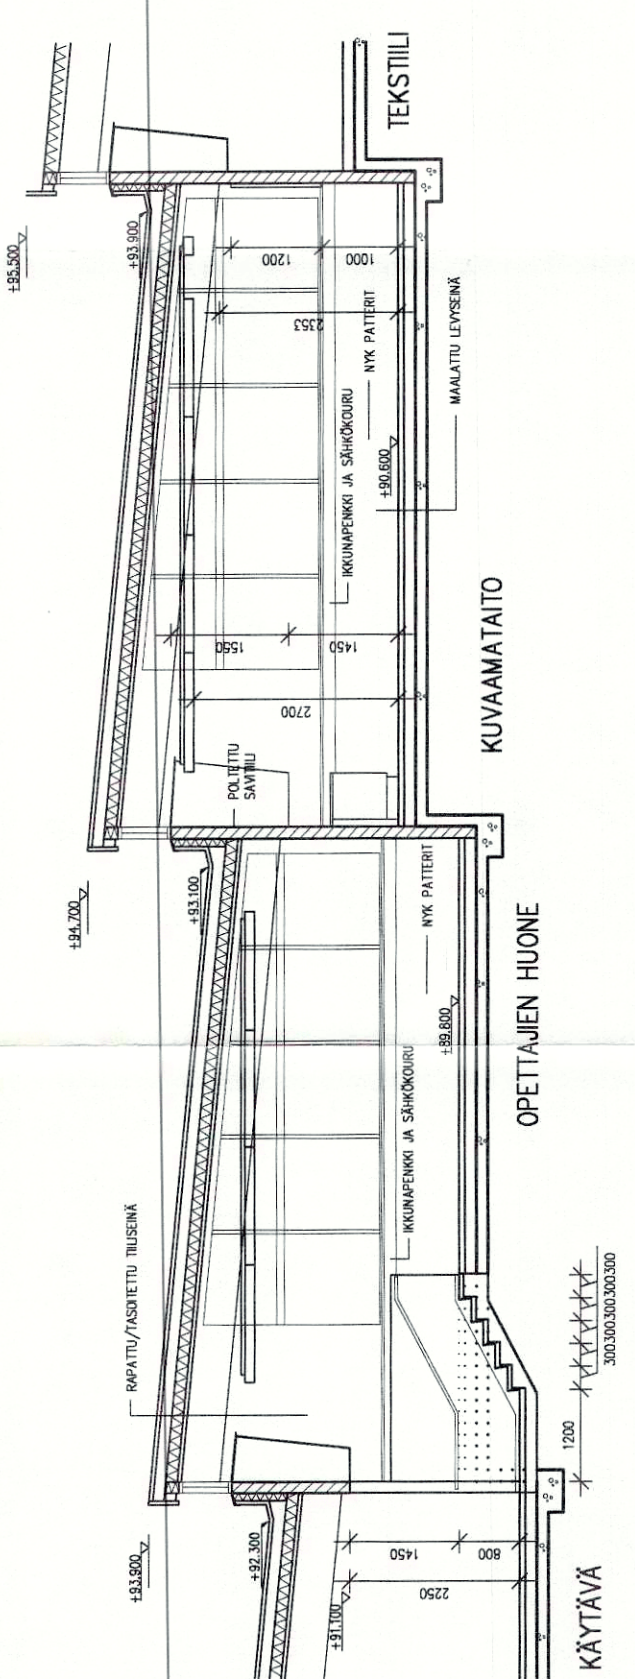 TEKSTIILI
+95.500
+93.900
1200
1000
2353
NYK PATTERIT
IKKUNAPENKKI JA SÄHKÖKOURU
MAALATTU LEVYSEINÄ
+90.600
1550
1450
2700
KUVAAMATAITO
POLTETTU
SAVITIILI
+94.700
+93.100
NYK PATTERIT
+89.800
OPETTAJIEN HUONE
IKKUNAPENKKI JA SÄHKÖKOURU
RAPATTU/TASOITETTU TIILISEINÄ
300300300300300
1200
+93.900
+92.300
1450
800
2250
+91.100
KÄYTÄVÄ